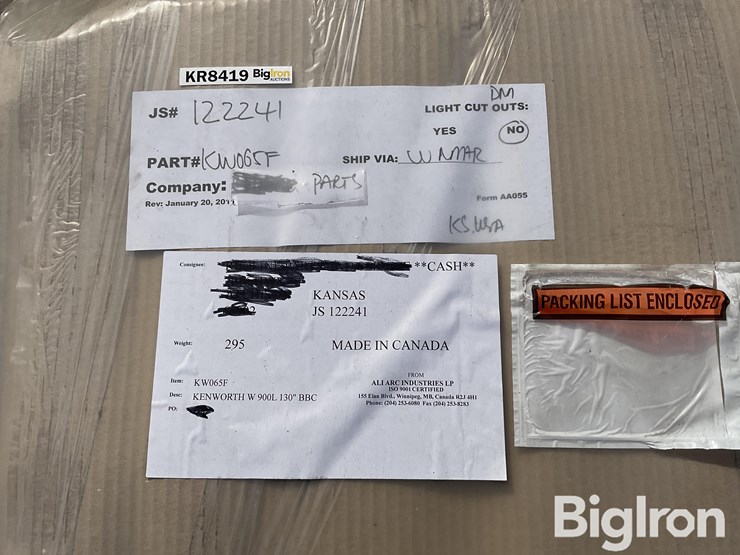 KR8419 BigIron AUCTIONS
DM
JS# 122241
LIGHT CUT OUTS:
YES
NO
PART# KW065F
SHIP VIA: W MAR
Company: PARTS
Rev: January 20, 201
Form AA055
KS. USA
Consignee: **CASH**
KANSAS
JS 122241
Weight: 295
MADE IN CANADA
FROM
ALI ARC INDUSTRIES LP
ISO 9001 CERTIFIED
155 Elan Blvd., Winnipeg, MB, Canada R2J 4H1
Phone: (204) 253-6080 Fax (204) 253-8283
Item: KW065F
Desc: KENWORTH W 900L 130" BBC
PO:
PACKING LIST ENCLOSED
BigIron